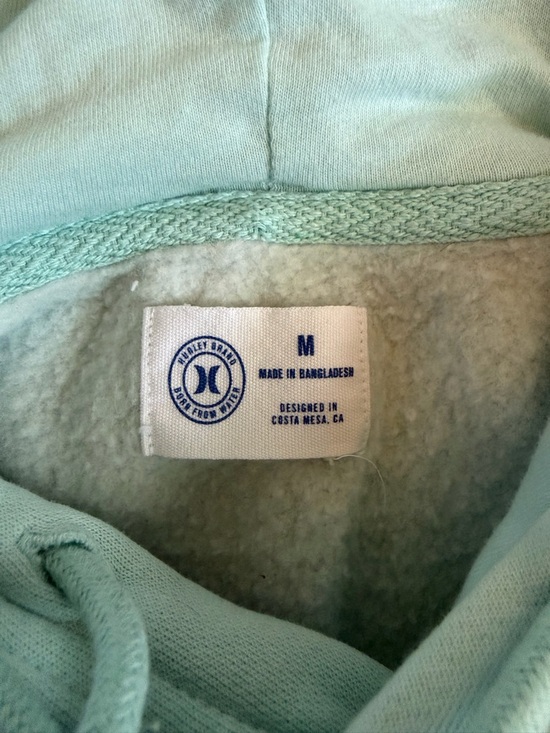 HURLEY BRAND
BORN FROM WATER
M
MADE IN BANGLADESH
DESIGNED IN
COSTA MESA, CA